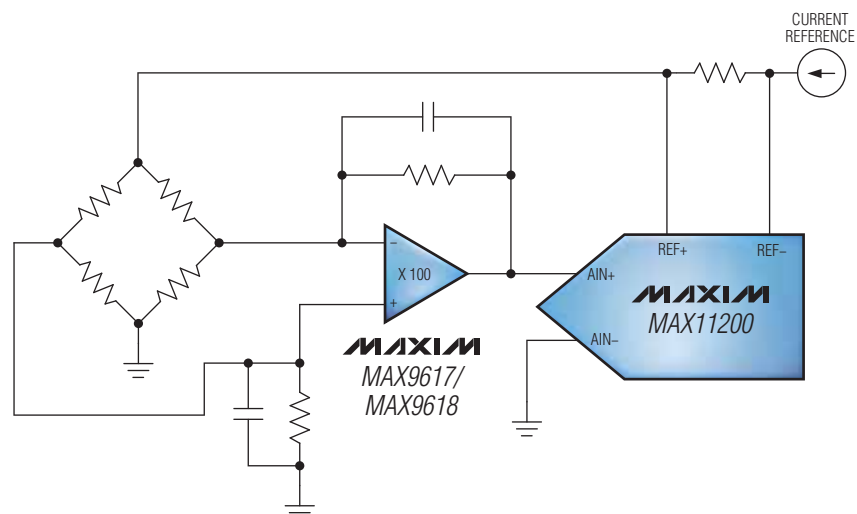 CURRENT
REFERENCE
REF+
REF–
–
X 100
+
AIN+
AIN–
MAXIM
MAX11200
MAXIM
MAX9617/
MAX9618